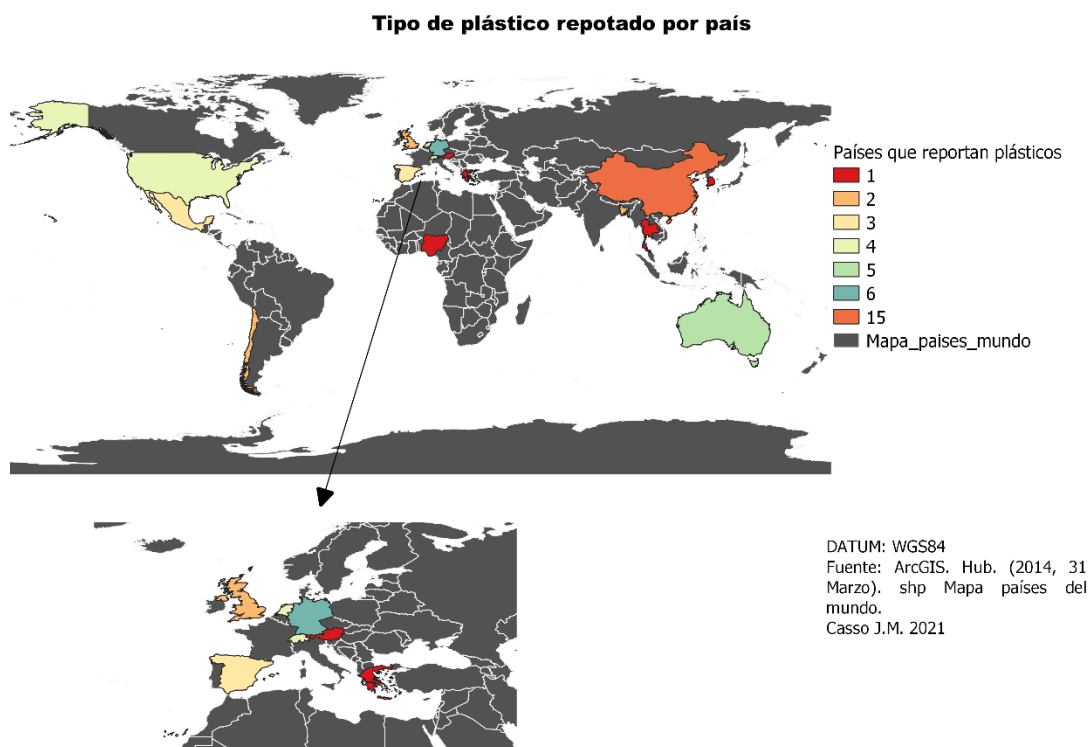 Tipo de plástico repotado por país
Países que reportan plásticos
1
2
3
4
5
6
15
Mapa_paises_mundo
DATUM: WGS84
Fuente: ArcGIS. Hub. (2014, 31
Marzo). shp Mapa países del
mundo.
Casso J.M. 2021